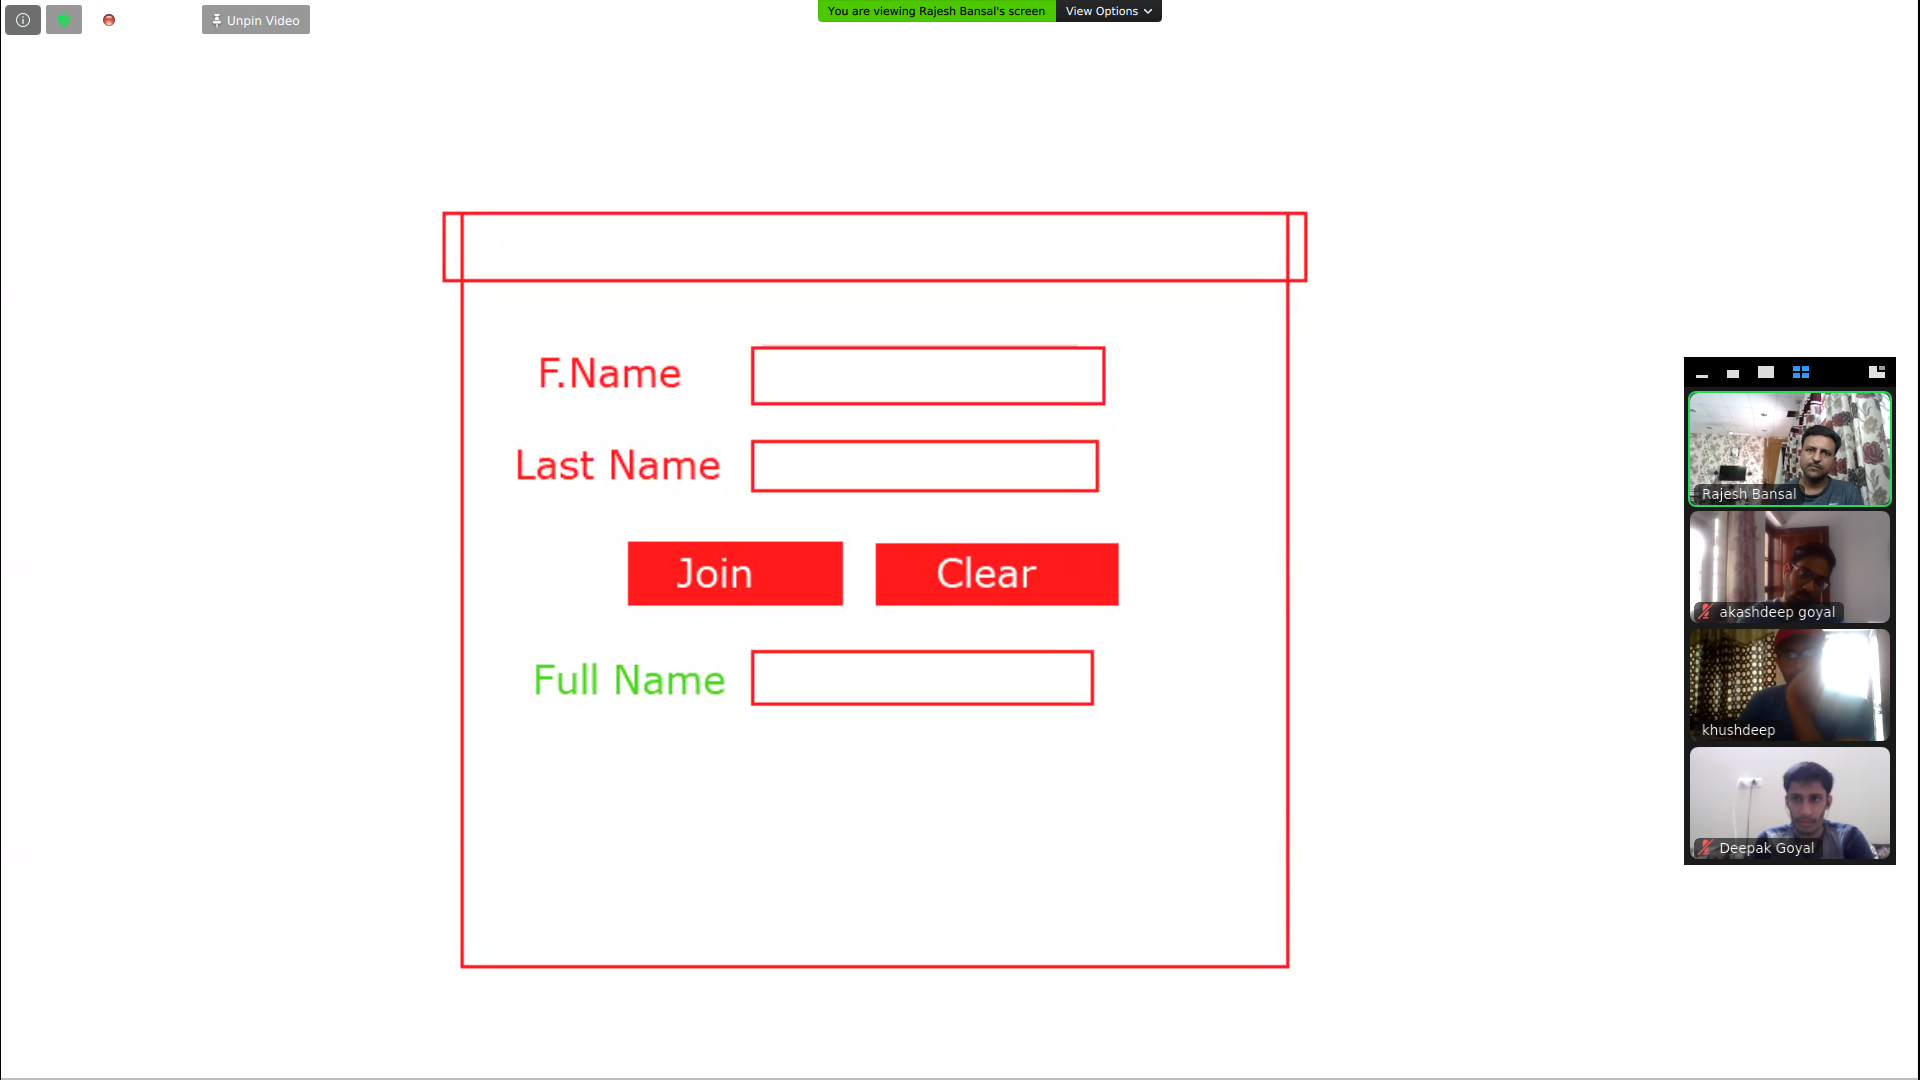 Unpin Video
You are viewing Rajesh Bansal's screen
View Options
F.Name
Last Name
Join
Clear
Full Name
Rajesh Bansal
akashdeep goyal
khushdeep
Deepak Goyal